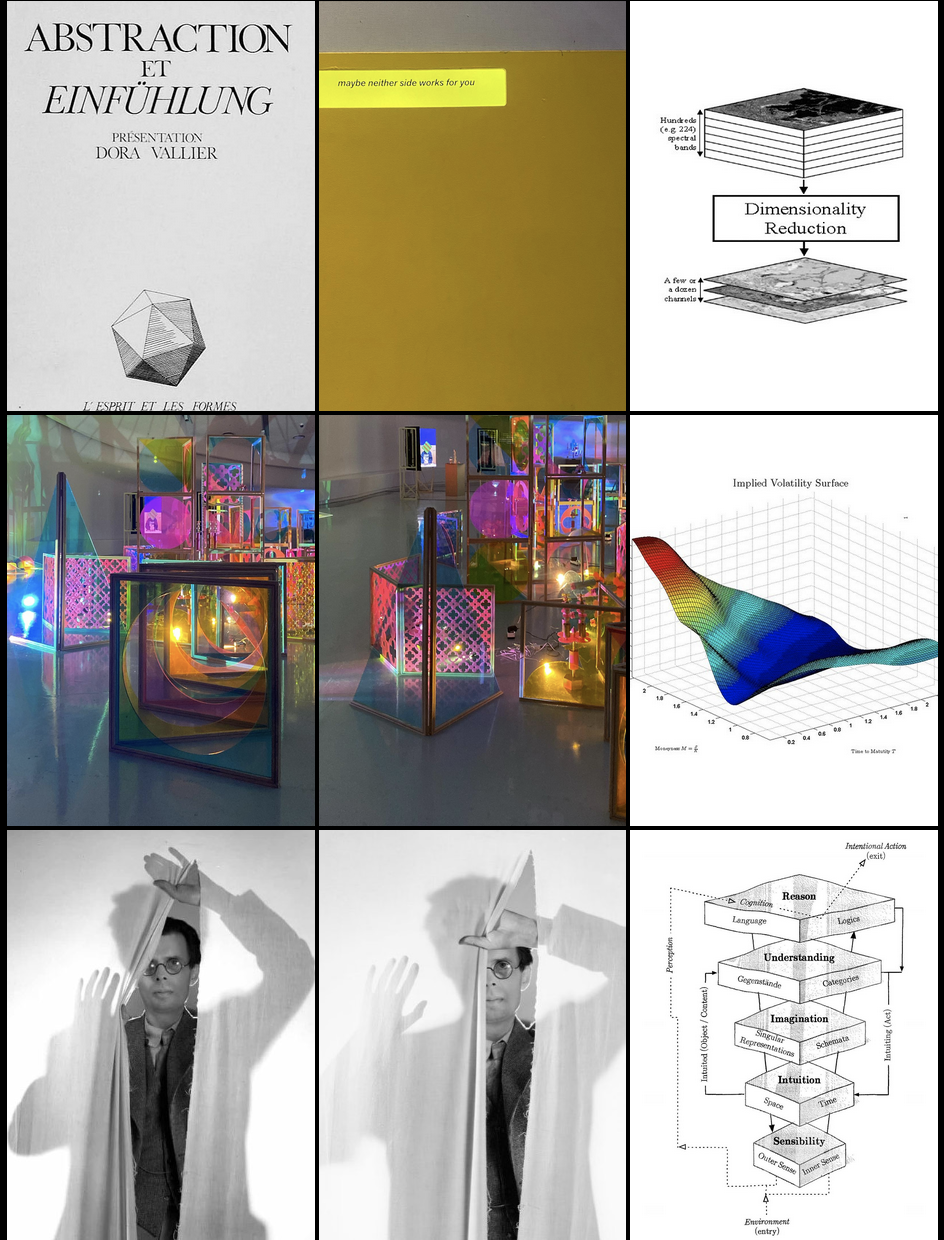 ABSTRACTION
ET
EINFÜHLUNG
PRÉSENTATION
DORA VALLIER
L'ESPRIT ET LES FORMES
maybe neither side works for you
Hundreds
(e.g. 224)
spectral
bands
Dimensionality
Reduction
A few or
a dozen
channels
Implied Volatility Surface
2
1.8
1.6
1.4
1.2
1
0.8
0.2
0.4
0.6
0.8
1
1.2
1.4
1.6
1.8
2
Moneyness M =
Time to Maturity T
Intentional Action
(exit)
Reason
Cognition
Language
Logics
Perception
Understanding
Gegenstände
Categories
Imagination
Singular
Representations
Schemata
Intuited (Object / Content)
Intuiting (Act)
Intuition
Space
Time
Sensibility
Outer Sense
Inner Sense
Environment
(entry)